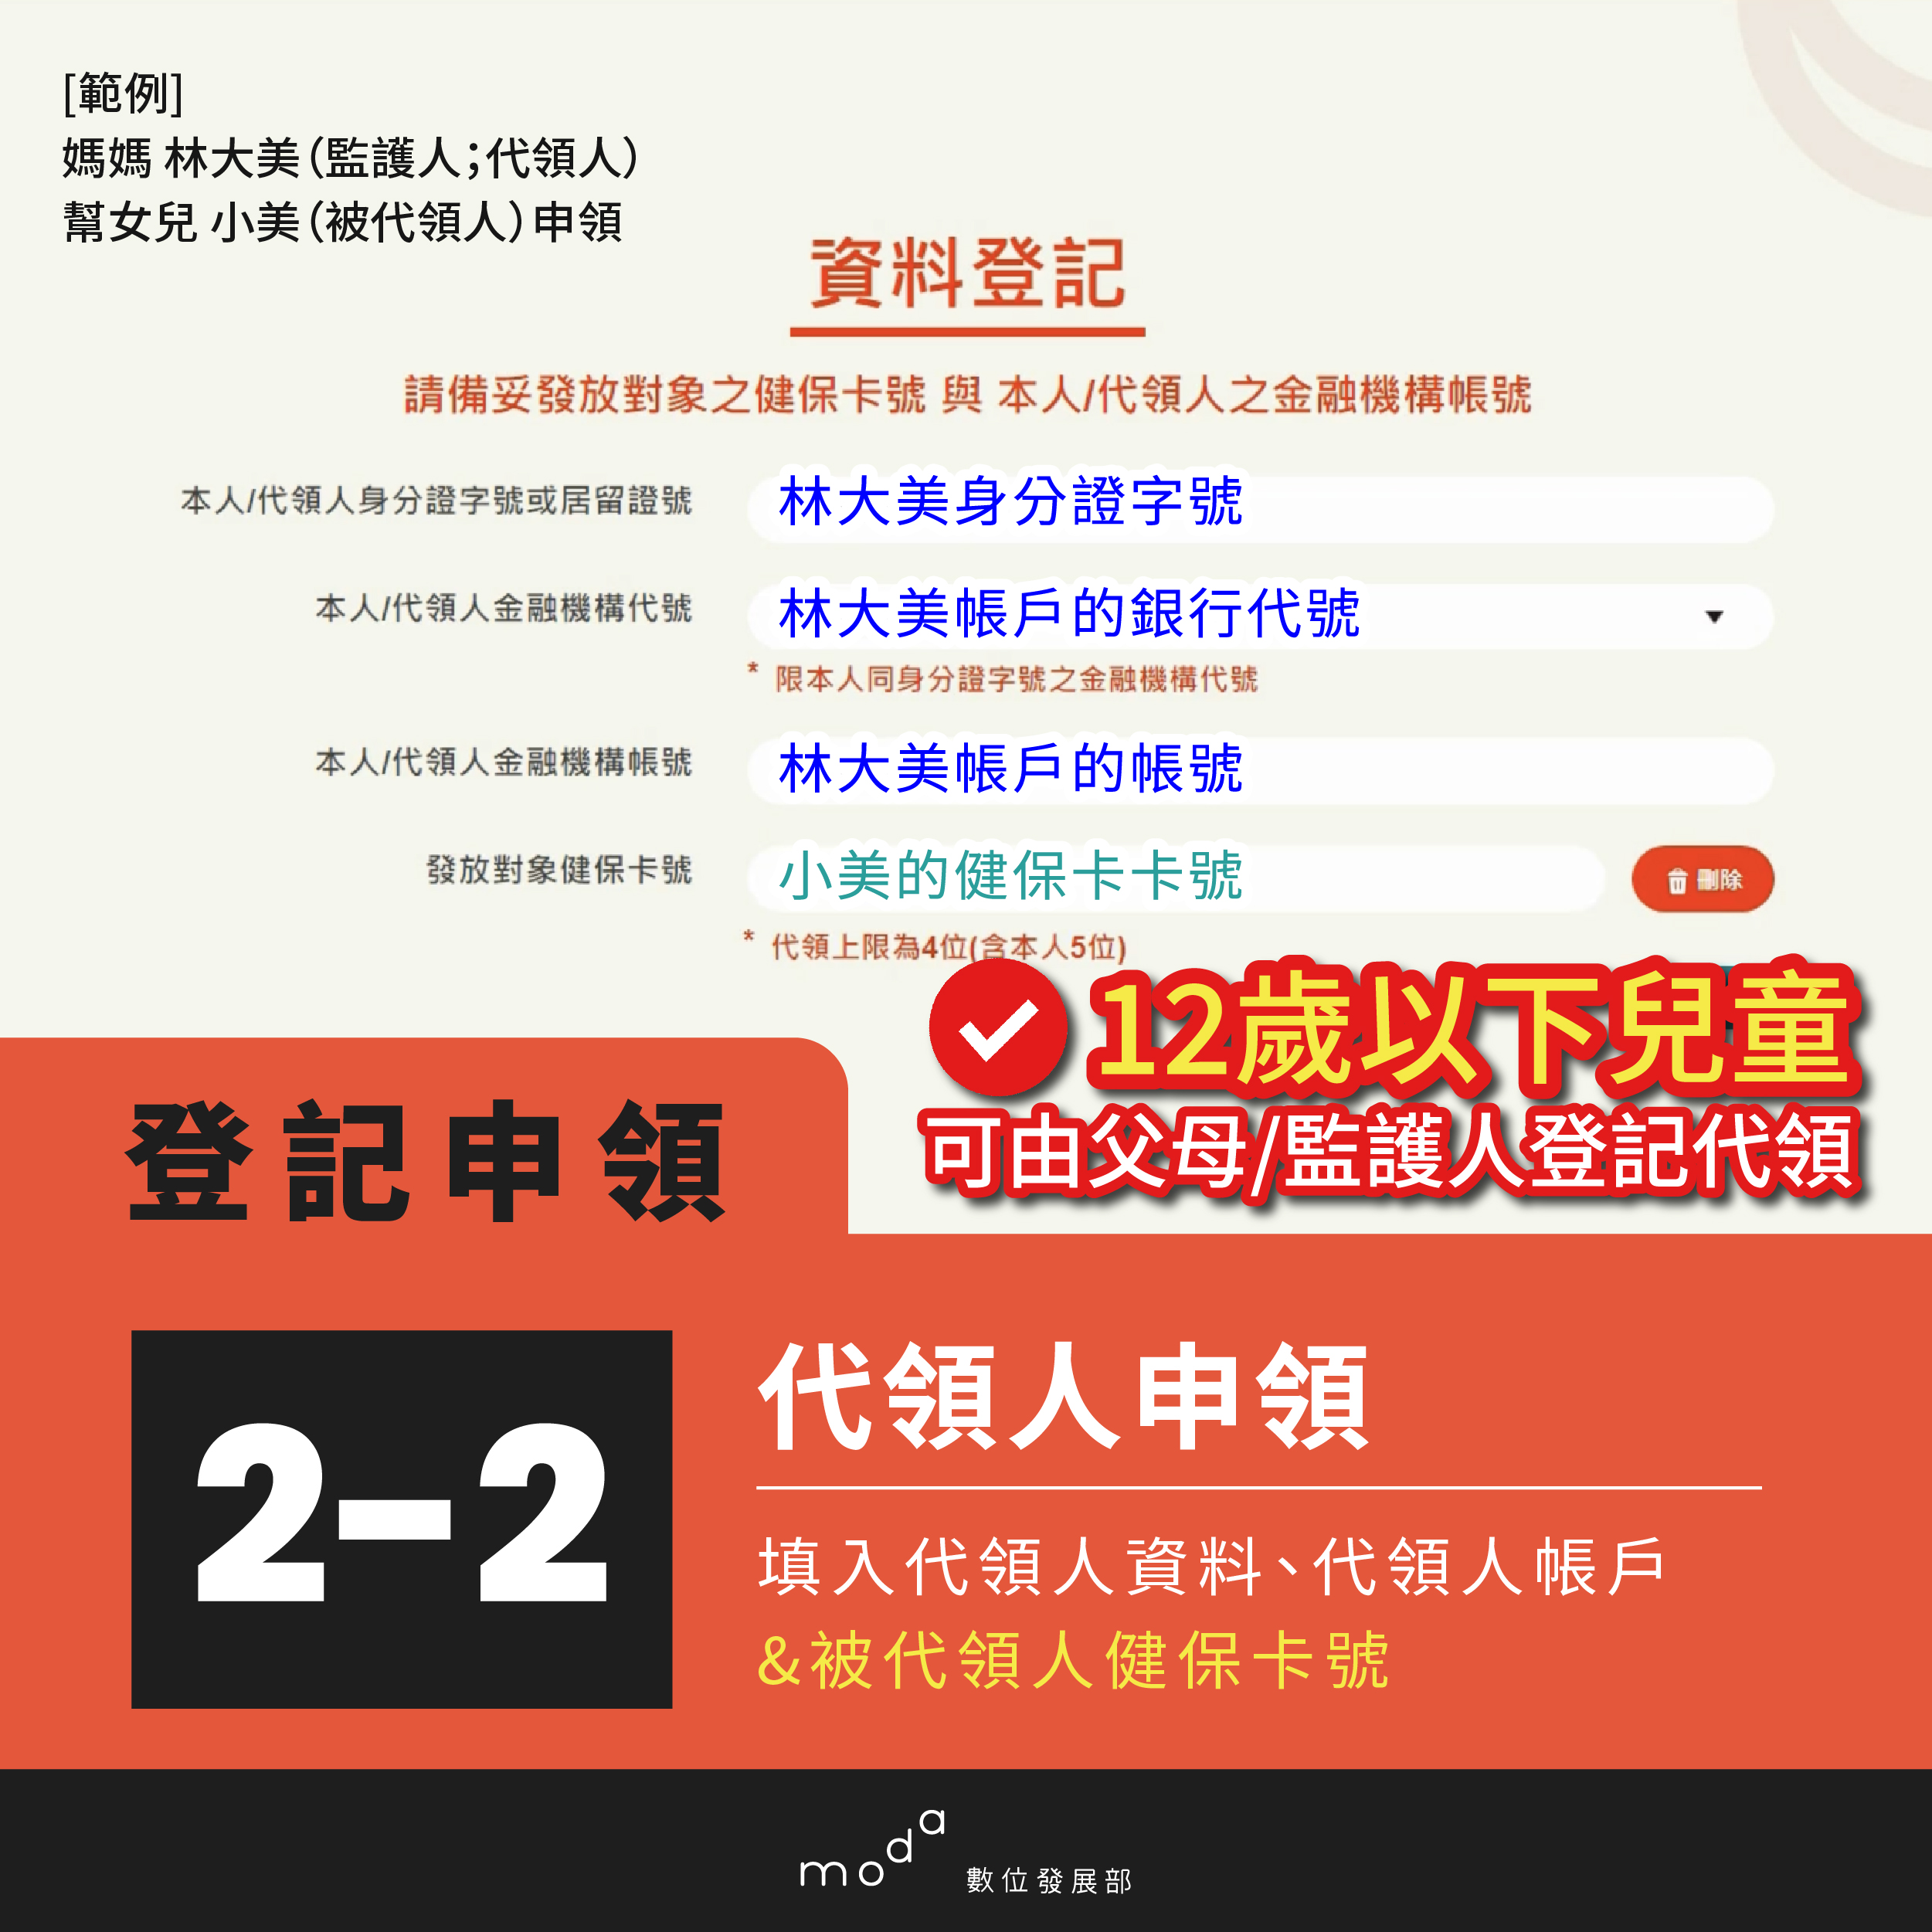 [範例]
媽媽 林大美（監護人；代領人）
幫女兒 小美（被代領人）申領
資料登記
請備妥發放對象之健保卡號 與 本人/代領人之金融機構帳號
本人/代領人身分證字號或居留證號
林大美身分證字號
本人/代領人金融機構代號
林大美帳戶的銀行代號
* 限本人同身分證字號之金融機構代號
本人/代領人金融機構帳號
林大美帳戶的帳號
發放對象健保卡卡號
小美的健保卡卡號
刪除
* 代領上限為4位(含本人5位)
12歲以下兒童
可由父母/監護人登記代領
登記申領
2-2
代領人申領
填入代領人資料、代領人帳戶
&被代領人健保卡號
moda 數位發展部